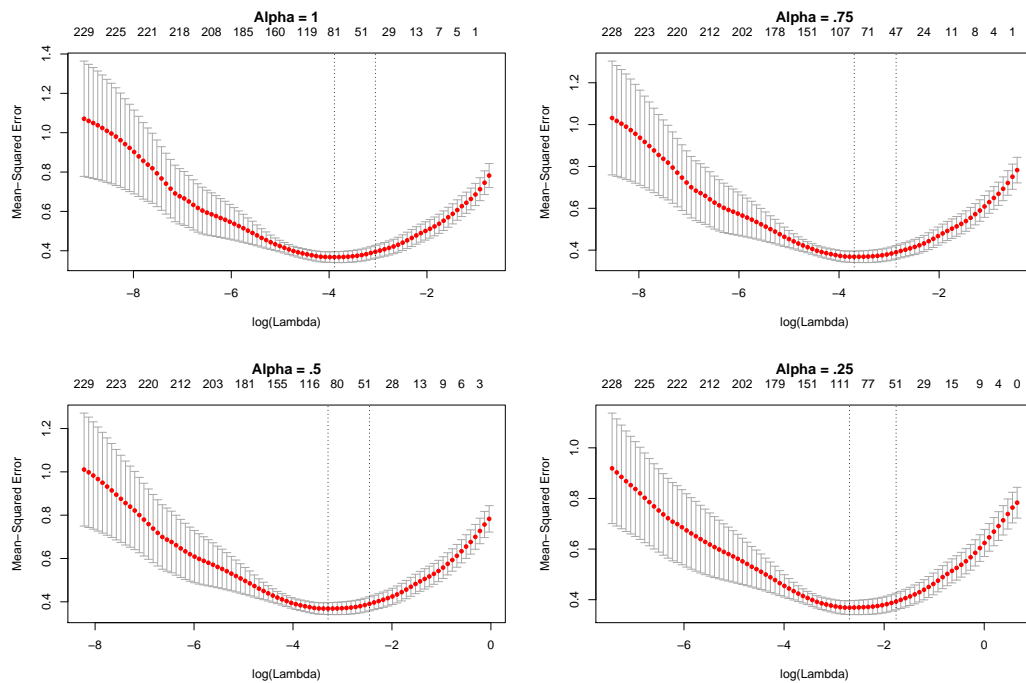 Alpha = 1
229 225 221 218 208 185 160 119 81 51 29 13 7 5 1
1.4
1.2
1.0
0.8
0.6
0.4
Mean−Squared Error
−8 −6 −4 −2
log(Lambda)
Alpha = .75
228 223 220 212 202 178 151 107 71 47 24 11 8 4 1
1.2
1.0
0.8
0.6
0.4
Mean−Squared Error
−8 −6 −4 −2
log(Lambda)
Alpha = .5
229 223 220 212 203 181 155 116 80 51 28 13 9 6 3
1.2
1.0
0.8
0.6
0.4
Mean−Squared Error
−8 −6 −4 −2 0
log(Lambda)
Alpha = .25
228 225 222 212 202 179 151 111 77 51 29 15 9 4 0
1.0
0.8
0.6
0.4
Mean−Squared Error
−6 −4 −2 0
log(Lambda)